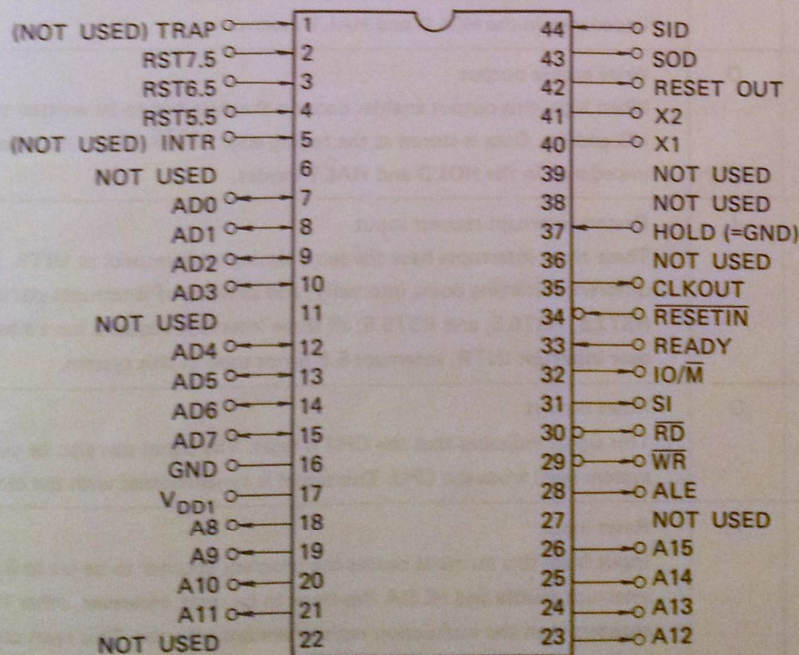 (NOT USED) TRAP 1
RST7.5 2
RST6.5 3
RST5.5 4
(NOT USED) INTR 5
NOT USED 6
AD0 7
AD1 8
AD2 9
AD3 10
NOT USED 11
AD4 12
AD5 13
AD6 14
AD7 15
GND 16
VDD1 17
A8 18
A9 19
A10 20
A11 21
NOT USED 22
44 SID
43 SOD
42 RESET OUT
41 X2
40 X1
39 NOT USED
38 NOT USED
37 HOLD (=GND)
36 NOT USED
35 CLKOUT
34 R̅E̅S̅E̅T̅I̅N̅
33 READY
32 IO/M̅
31 SI
30 R̅D̅
29 W̅R̅
28 ALE
27 NOT USED
26 A15
25 A14
24 A13
23 A12